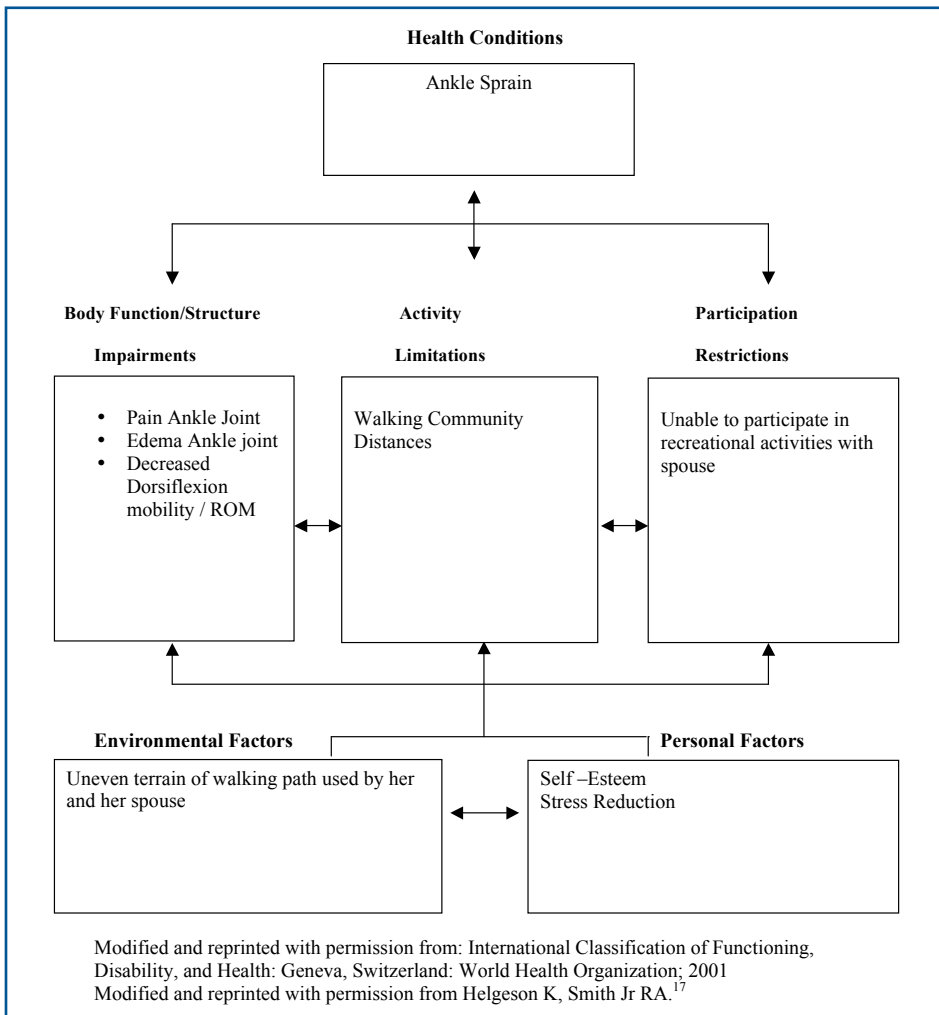 Health Conditions
Ankle Sprain
Body Function/Structure
Activity
Participation
Impairments
Limitations
Restrictions
• Pain Ankle Joint
• Edema Ankle joint
• Decreased
Dorsiflexion
mobility / ROM
Walking Community
Distances
Unable to participate in
recreational activities with
spouse
Environmental Factors
Personal Factors
Uneven terrain of walking path used by her
and her spouse
Self –Esteem
Stress Reduction
Modified and reprinted with permission from: International Classification of Functioning,
Disability, and Health: Geneva, Switzerland: World Health Organization; 2001
Modified and reprinted with permission from Helgeson K, Smith Jr RA.17